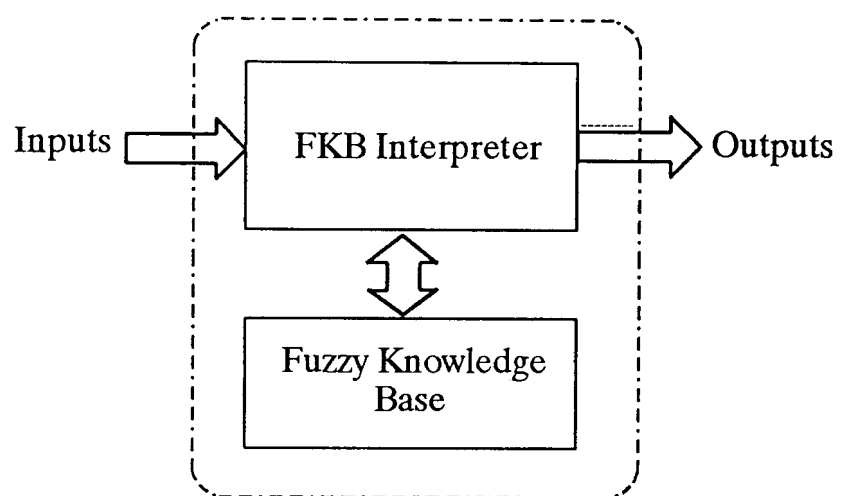 Inputs
FKB Interpreter
Outputs
Fuzzy Knowledge
Base